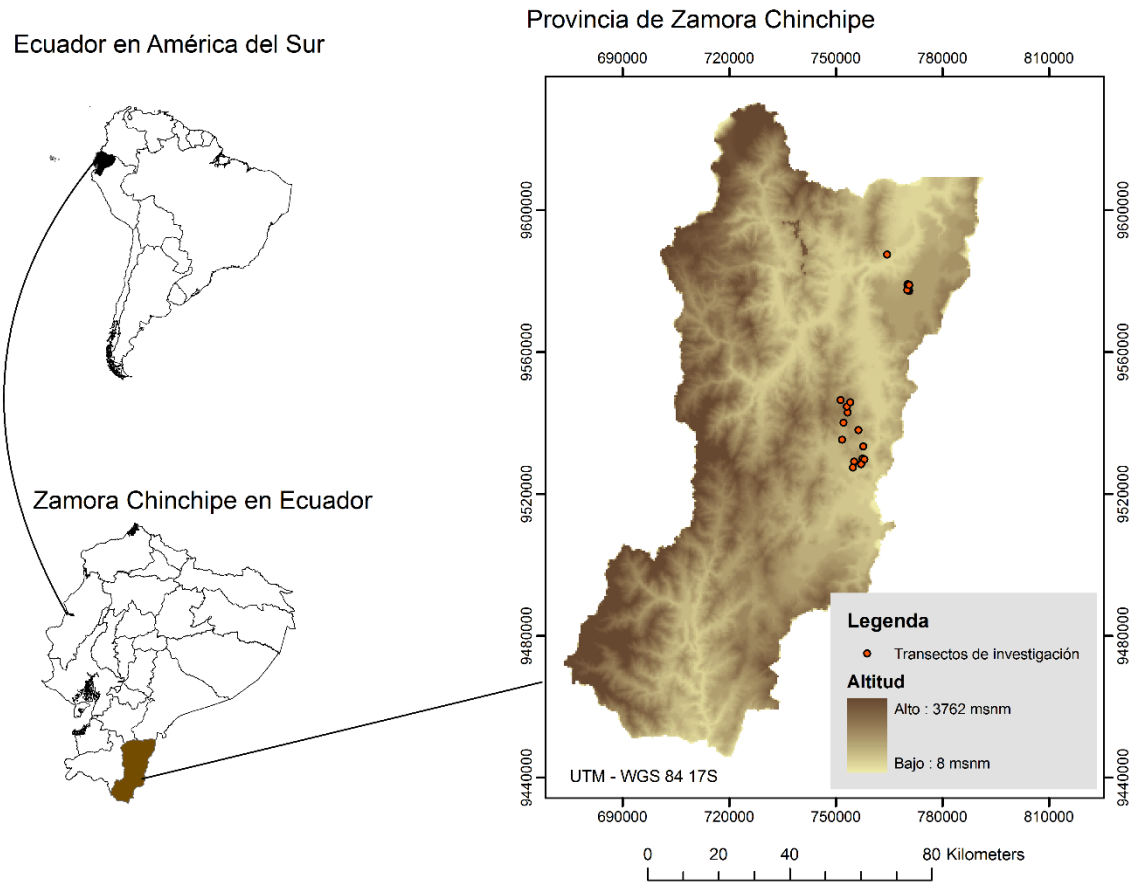 Ecuador en América del Sur
Zamora Chinchipe en Ecuador
Provincia de Zamora Chinchipe
690000 720000 750000 780000 810000
9600000
9560000
9520000
9480000
9440000
9600000
9560000
9520000
9480000
9440000
Legenda
Transectos de investigación
Altitud
Alto : 3762 msnm
Bajo : 8 msnm
UTM - WGS 84 17S
690000 720000 750000 780000 810000
0 20 40 80 Kilometers